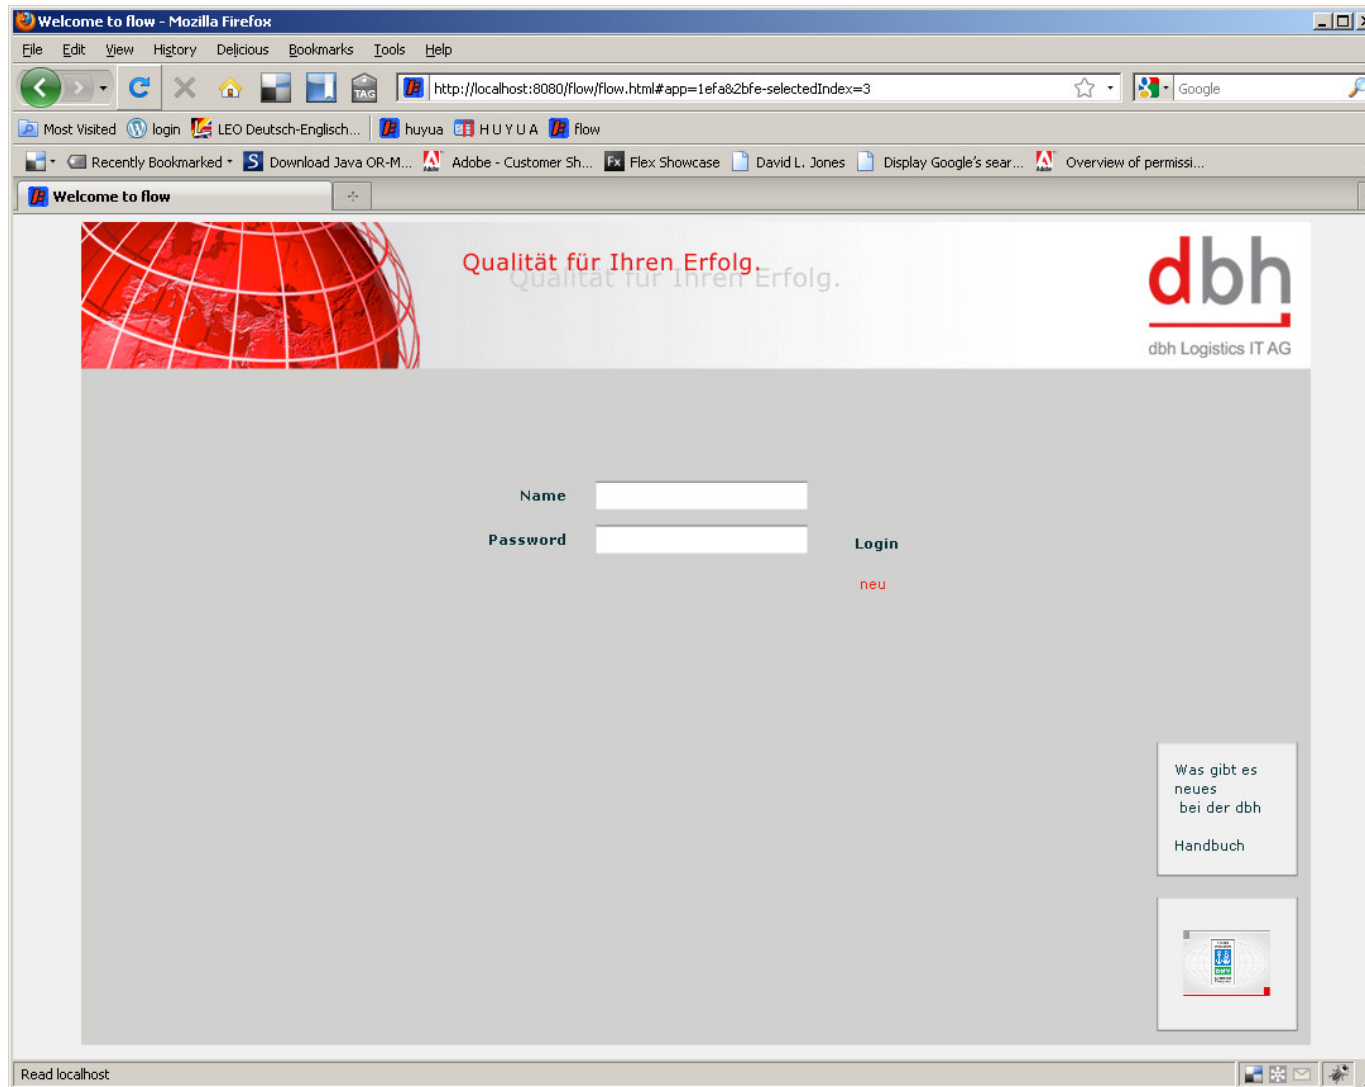 Welcome to flow - Mozilla Firefox
File Edit View History Delicious Bookmarks Tools Help
TAG http://localhost:8080/flow/flow.html#app=1efa&2bfe-selectedIndex=3 Google
Most Visited login LEO Deutsch-Englisch... huyua H U Y U A flow
Recently Bookmarked S Download Java OR-M... Adobe - Customer Sh... Fx Flex Showcase David L. Jones Display Google's sear... Overview of permissi...
Welcome to flow
Qualität für Ihren Erfolg.
Qualität für Ihren Erfolg.
dbh
dbh Logistics IT AG
Name
Password
Login
neu
Was gibt es
neues
bei der dbh
Handbuch
DNV
Read localhost